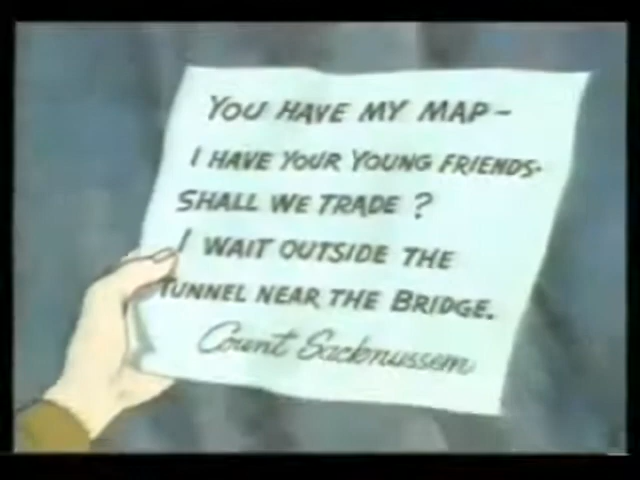 YOU HAVE MY MAP–
I HAVE YOUR YOUNG FRIENDS.
SHALL WE TRADE ?
I WAIT OUTSIDE THE
TUNNEL NEAR THE BRIDGE.
Count Sacknussem